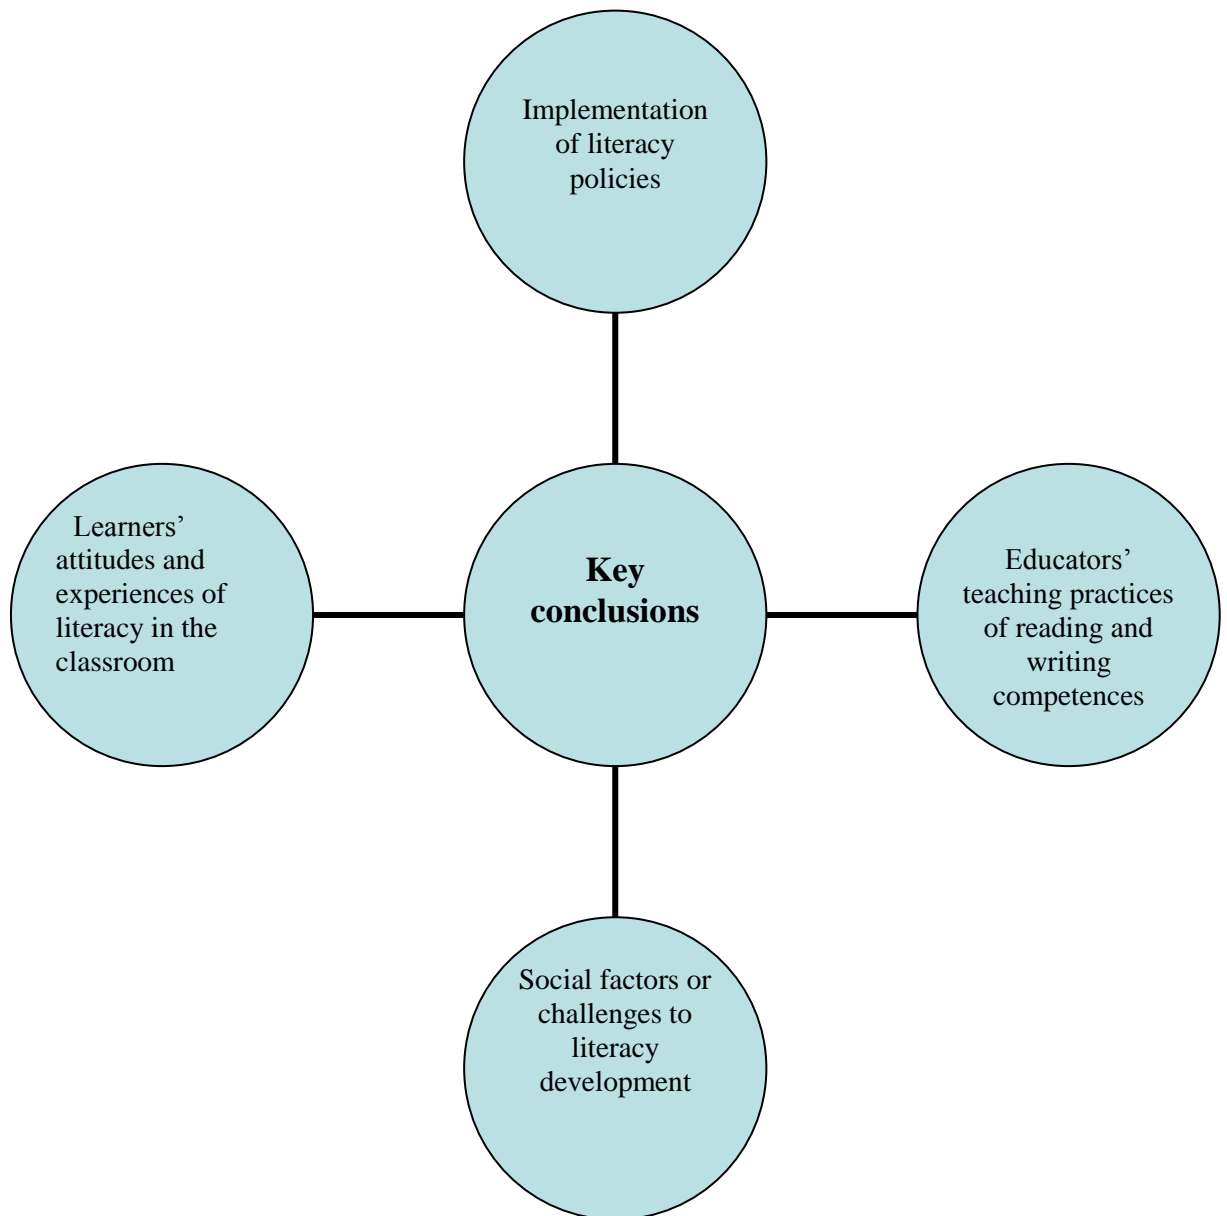 Implementation
of literacy
policies
Learners’
attitudes and
experiences of
literacy in the
classroom
Key
conclusions
Educators’
teaching practices
of reading and
writing
competences
Social factors or
challenges to
literacy
development